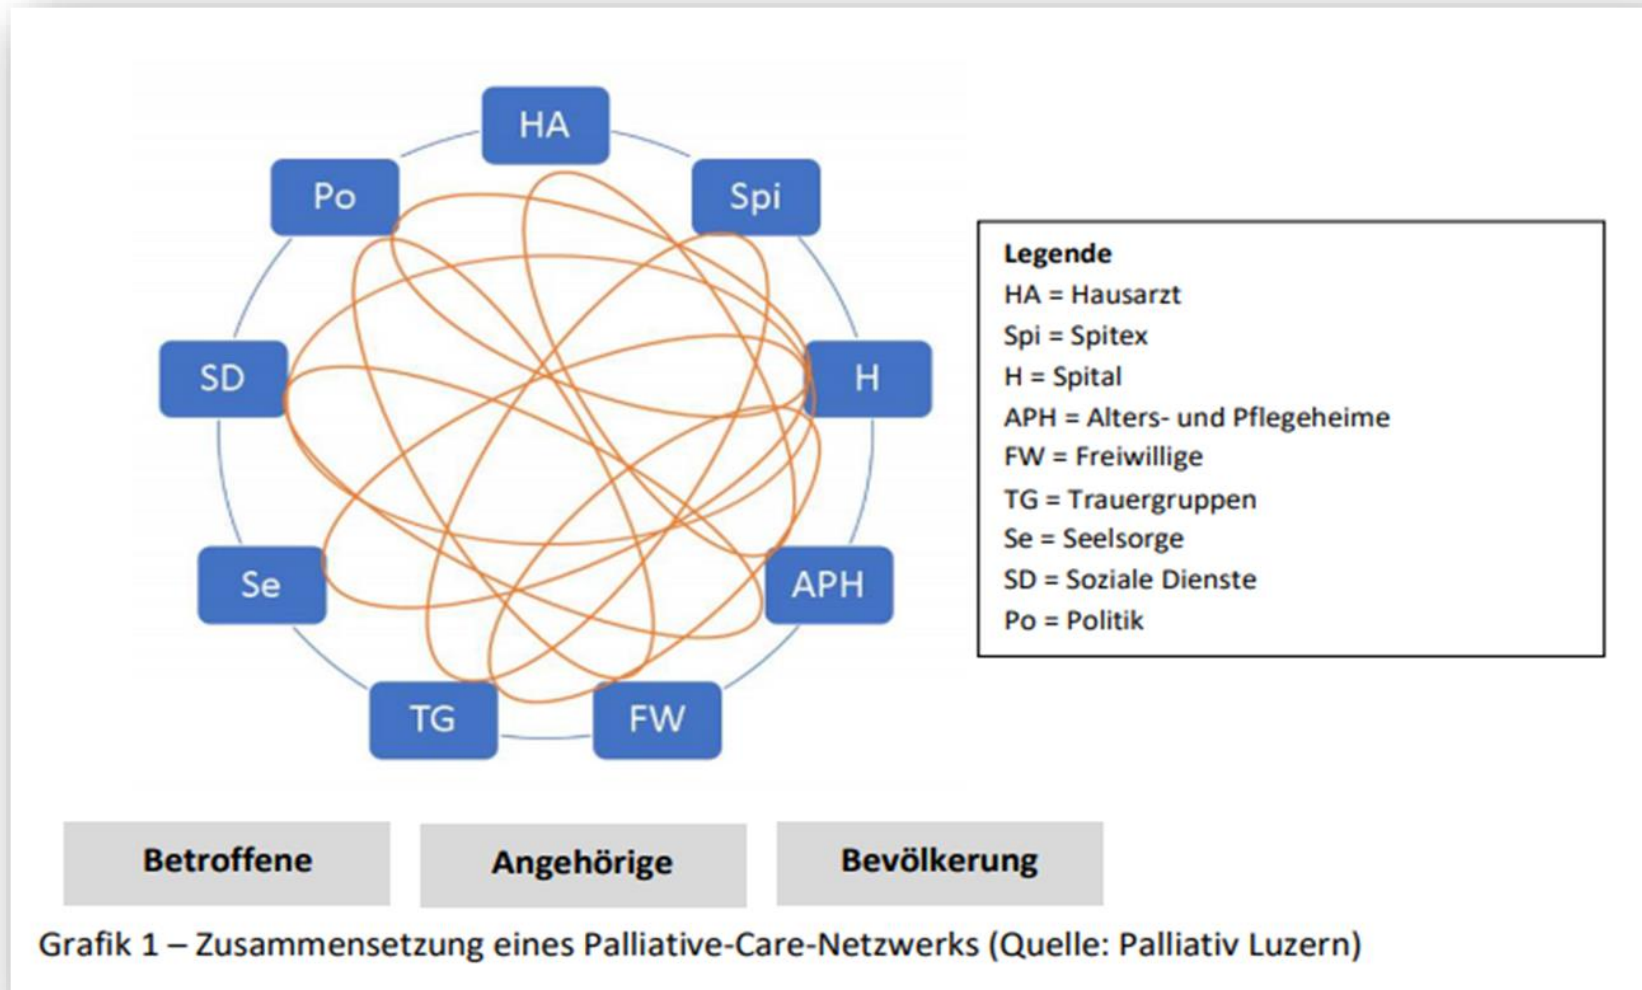 HA
Po
Spi
SD
H
Se
APH
TG
FW
Legende
HA = Hausarzt
Spi = Spitex
H = Spital
APH = Alters- und Pflegeheime
FW = Freiwillige
TG = Trauergruppen
Se = Seelsorge
SD = Soziale Dienste
Po = Politik
Betroffene
Angehörige
Bevölkerung
Grafik 1 – Zusammensetzung eines Palliative-Care-Netzwerks (Quelle: Palliativ Luzern)